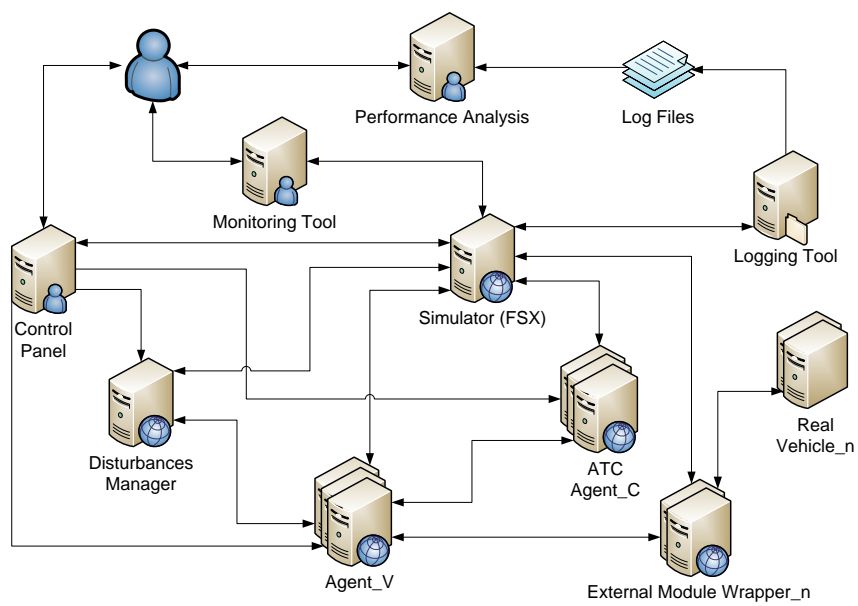 Performance Analysis
Log Files
Monitoring Tool
Logging Tool
Simulator (FSX)
Control
Panel
Real
Vehicle_n
Disturbances
Manager
ATC
Agent_C
Agent_V
External Module Wrapper_n